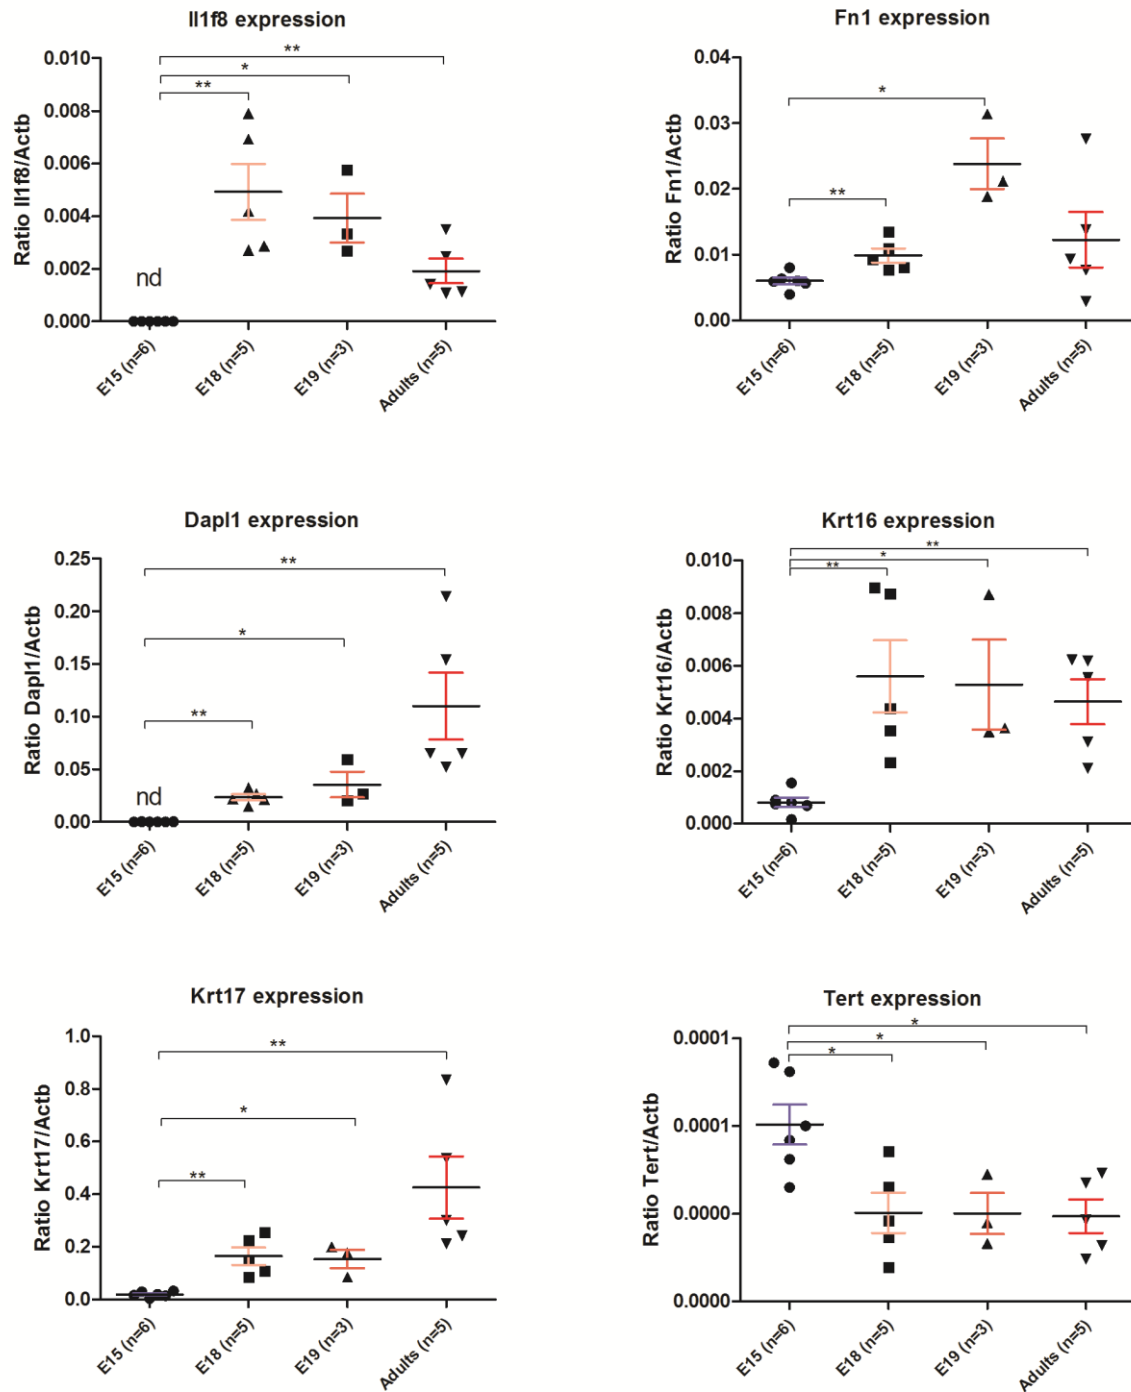 Il1f8 expression
Ratio Il1f8/Actb
0.010
0.008
0.006
0.004
0.002
0.000
**
*
**
nd
E15 (n=6)
E18 (n=5)
E19 (n=3)
Adults (n=5)
Fn1 expression
Ratio Fn1/Actb
0.04
0.03
0.02
0.01
0.00
*
**
E15 (n=6)
E18 (n=5)
E19 (n=3)
Adults (n=5)
Dapl1 expression
Ratio Dapl1/Actb
0.25
0.20
0.15
0.10
0.05
0.00
**
*
**
nd
E15 (n=6)
E18 (n=5)
E19 (n=3)
Adults (n=5)
Krt16 expression
Ratio Krt16/Actb
0.010
0.008
0.006
0.004
0.002
0.000
**
*
**
E15 (n=6)
E18 (n=5)
E19 (n=3)
Adults (n=5)
Krt17 expression
Ratio Krt17/Actb
1.0
0.8
0.6
0.4
0.2
0.0
**
*
**
E15 (n=6)
E18 (n=5)
E19 (n=3)
Adults (n=5)
Tert expression
Ratio Tert/Actb
0.0001
0.0001
0.0000
0.0000
*
*
*
E15 (n=6)
E18 (n=5)
E19 (n=3)
Adults (n=5)